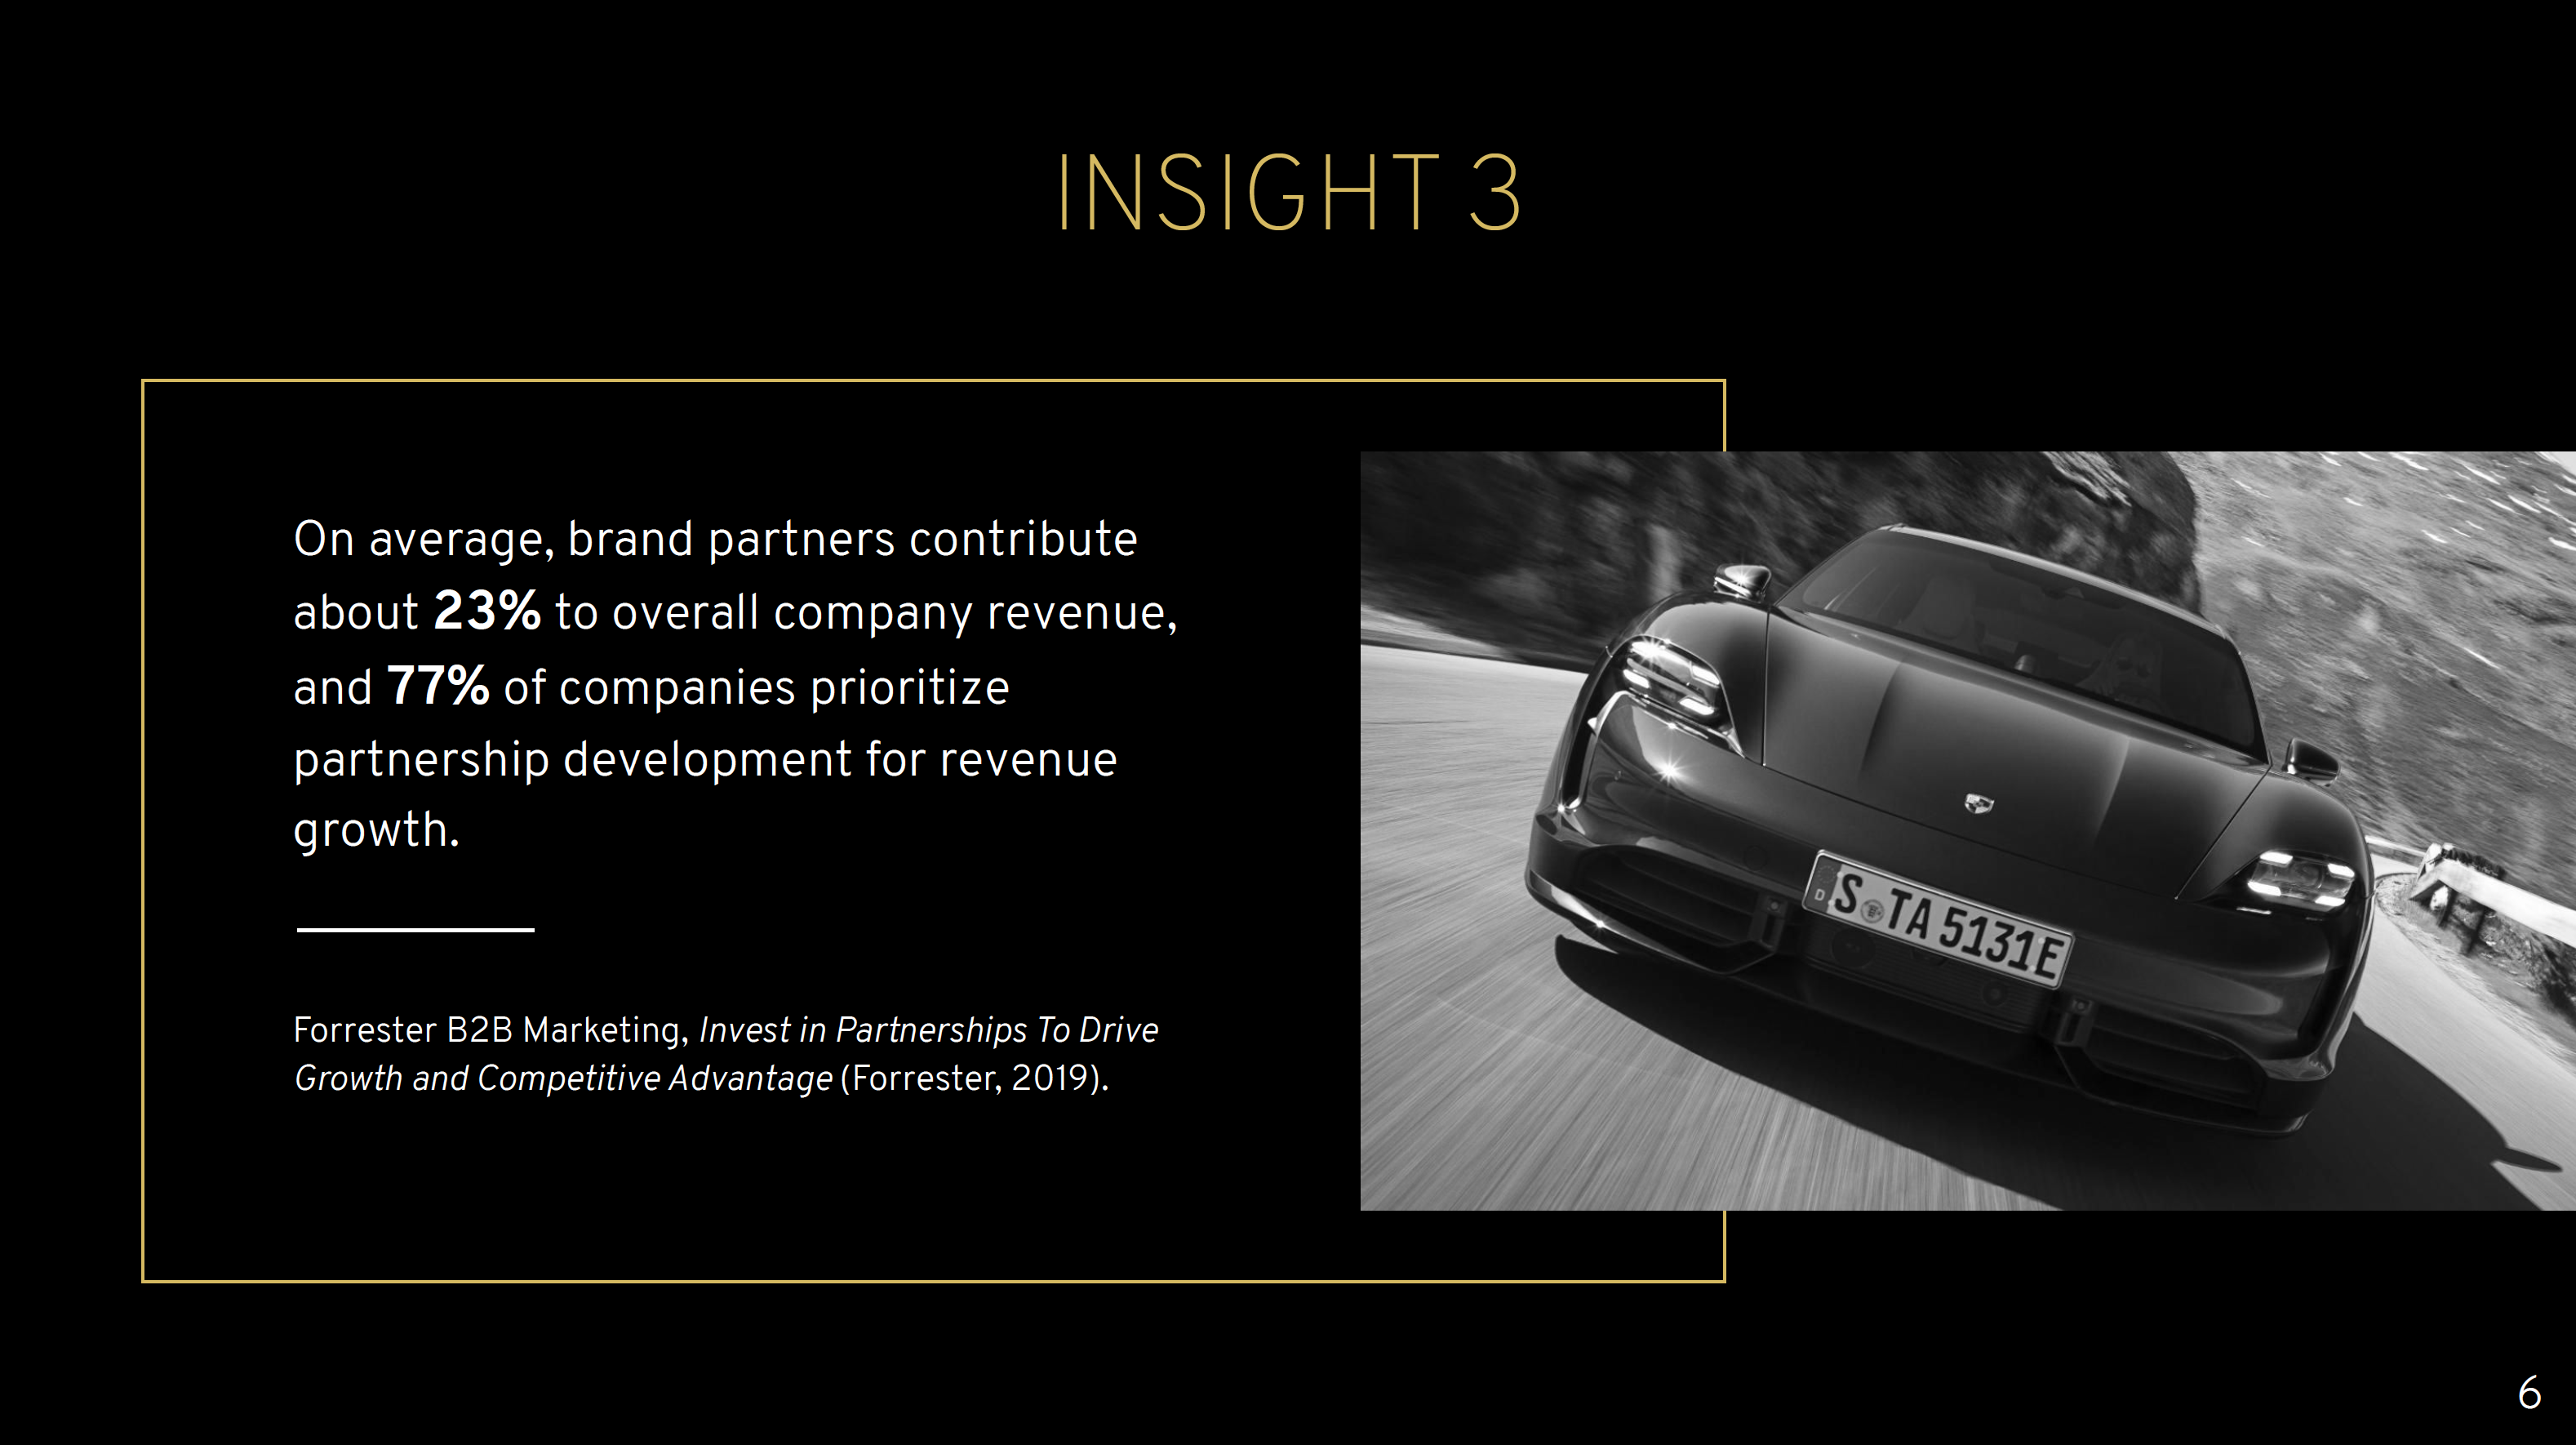 INSIGHT 3
On average, brand partners contribute
about 23% to overall company revenue,
and 77% of companies prioritize
partnership development for revenue
growth.
Forrester B2B Marketing, Invest in Partnerships To Drive
Growth and Competitive Advantage (Forrester, 2019).
D S TA 5131E
6